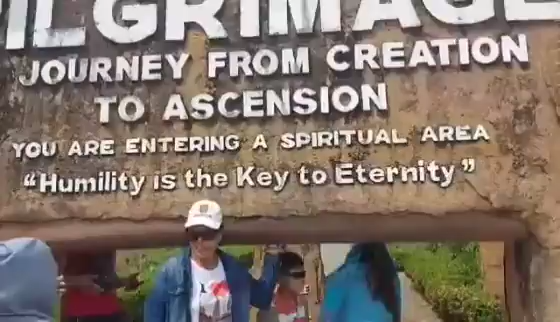 PILGRIMAGE
JOURNEY FROM CREATION
TO ASCENSION
YOU ARE ENTERING A SPIRITUAL AREA
“Humility is the Key to Eternity”